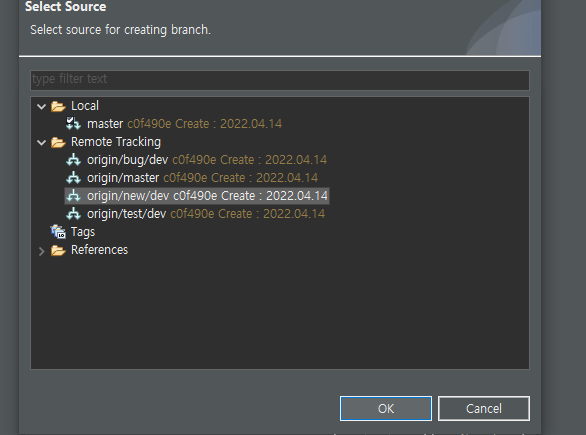 Select Source
Select source for creating branch.
type filter text
Local
master c0f490e Create : 2022.04.14
Remote Tracking
origin/bug/dev c0f490e Create : 2022.04.14
origin/master c0f490e Create : 2022.04.14
origin/new/dev c0f490e Create : 2022.04.14
origin/test/dev c0f490e Create : 2022.04.14
Tags
References
OK
Cancel